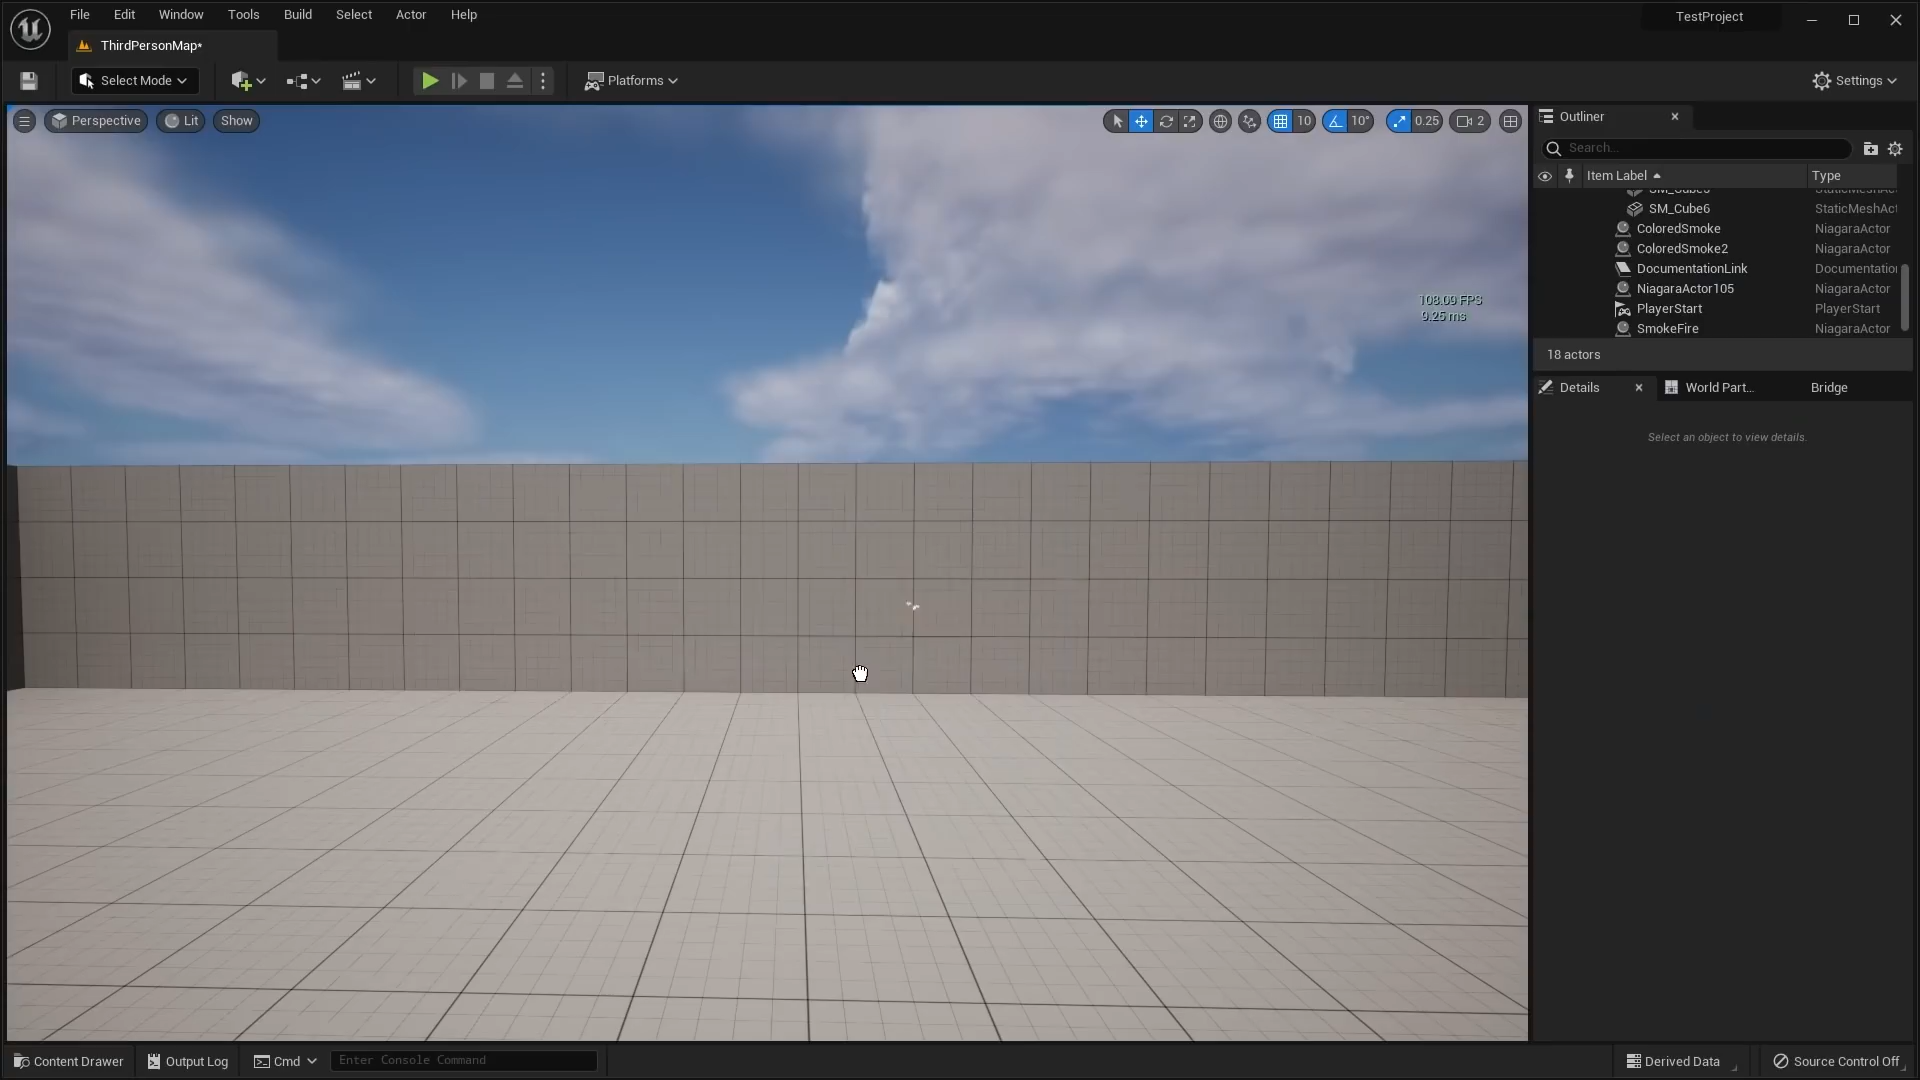 File Edit Window Tools Build Select Actor Help
TestProject
ThirdPersonMap*
Select Mode
Platforms
Settings
Perspective Lit Show
10 10° 0.25 2
Outliner
Search...
Item Label Type
SM_Cube6 StaticMeshAct
ColoredSmoke NiagaraActor
ColoredSmoke2 NiagaraActor
DocumentationLink Documentation
NiagaraActor105 NiagaraActor
PlayerStart PlayerStart
SmokeFire NiagaraActor
108.09 FPS
9.25 ms
18 actors
Details World Part... Bridge
Select an object to view details.
Content Drawer Output Log Cmd Enter Console Command Derived Data Source Control Off